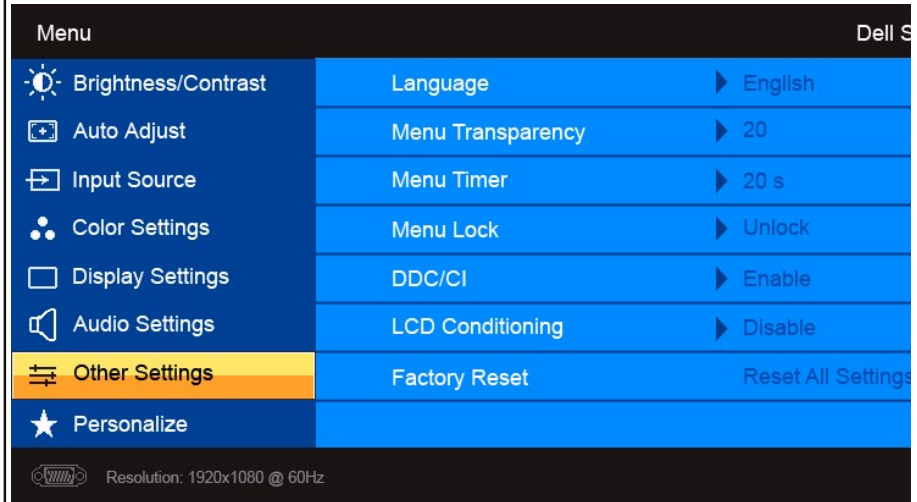 Menu Dell S
Brightness/Contrast Language English
Auto Adjust Menu Transparency 20
Input Source Menu Timer 20 s
Color Settings Menu Lock Unlock
Display Settings DDC/CI Enable
Audio Settings LCD Conditioning Disable
Other Settings Factory Reset Reset All Settings
Personalize
Resolution: 1920x1080 @ 60Hz